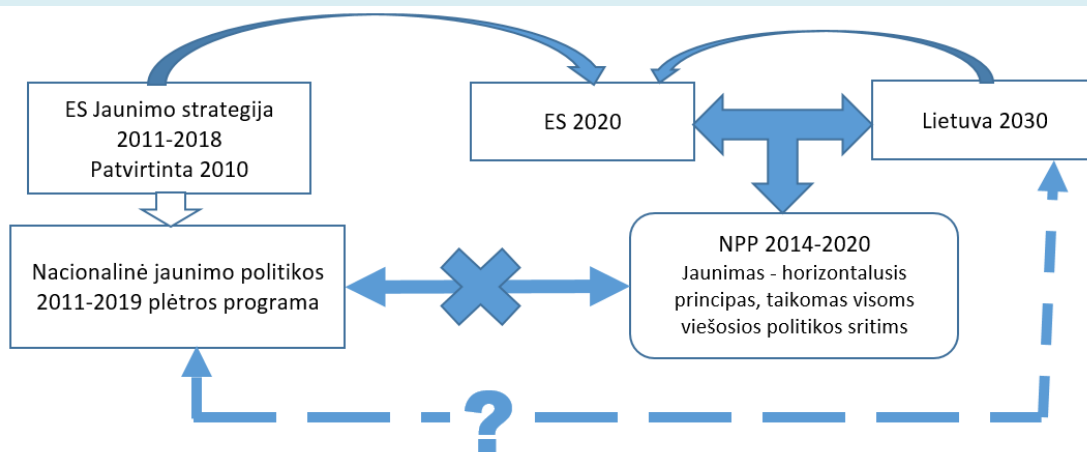 ES Jaunimo strategija
2011-2018
Patvirtinta 2010
ES 2020
Lietuva 2030
Nacionalinė jaunimo politikos
2011-2019 plėtros programa
NPP 2014-2020
Jaunimas - horizontalusis
principas, taikomas visoms
viešosios politikos sritims
?